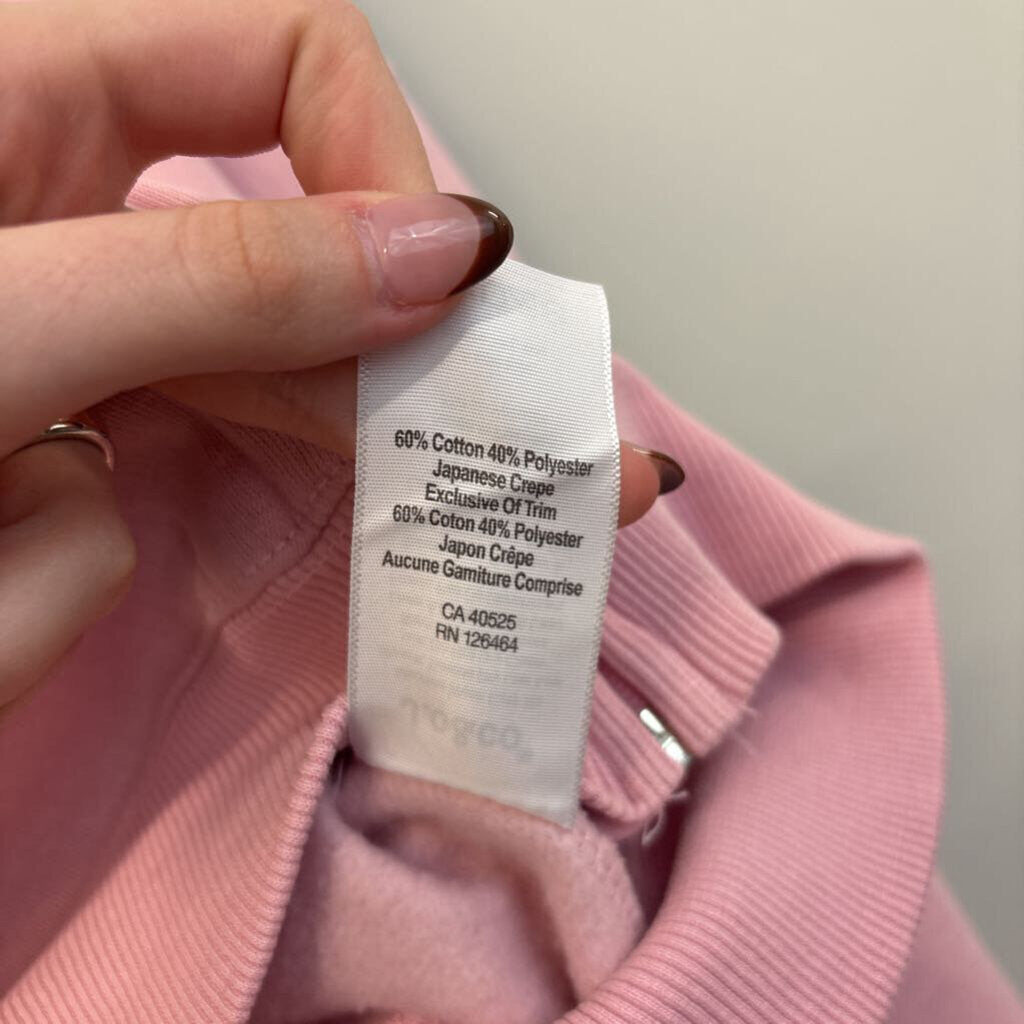 60% Cotton 40% Polyester
Japanese Crepe
Exclusive Of Trim
60% Coton 40% Polyester
Japon Crêpe
Aucune Garniture Comprise
CA 40525
RN 126464